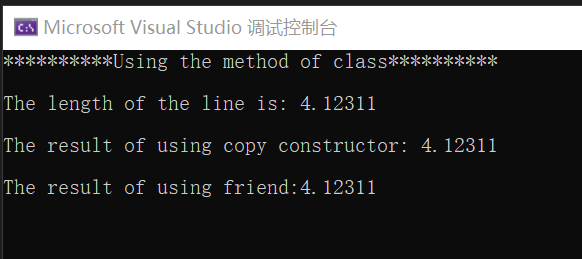 Microsoft Visual Studio 调试控制台
**********Using the method of class**********
The length of the line is: 4.12311
The result of using copy constructor: 4.12311
The result of using friend:4.12311